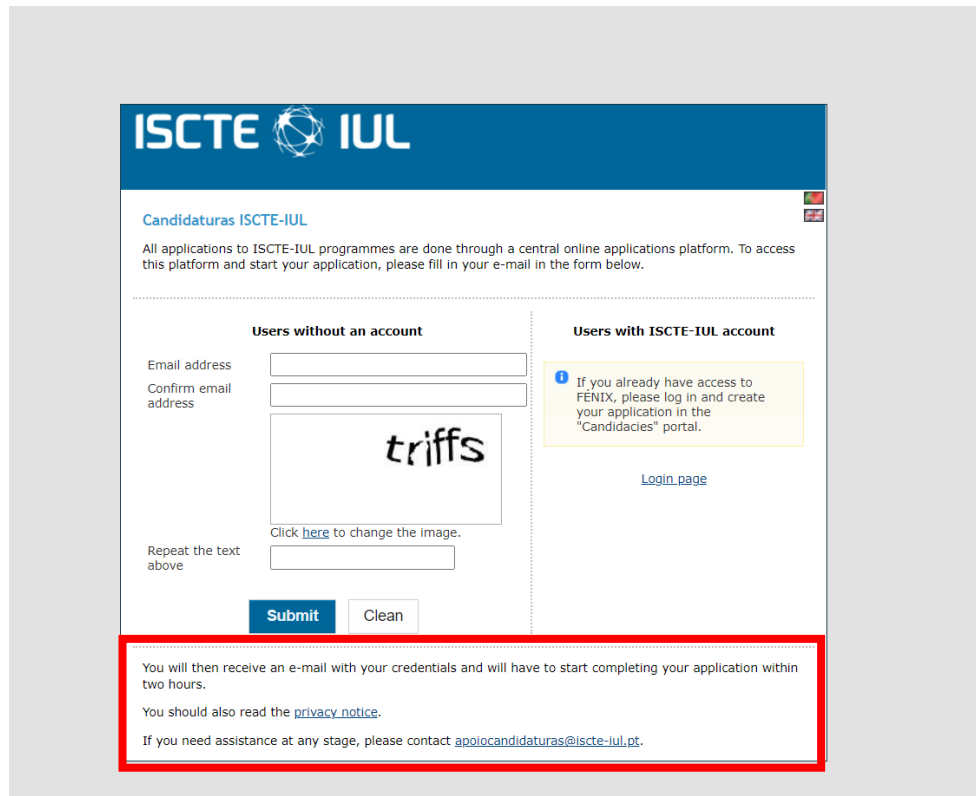 ISCTE IUL
Candidaturas ISCTE-IUL
All applications to ISCTE-IUL programmes are done through a central online applications platform. To access
this platform and start your application, please fill in your e-mail in the form below.
Users without an account
Email address
Confirm email
address
triffs
Click here to change the image.
Repeat the text
above
Submit Clean
Users with ISCTE-IUL account
If you already have access to
FÉNIX, please log in and create
your application in the
"Candidacies" portal.
Login page
You will then receive an e-mail with your credentials and will have to start completing your application within
two hours.
You should also read the privacy notice.
If you need assistance at any stage, please contact apoiocandidaturas@iscte-iul.pt.